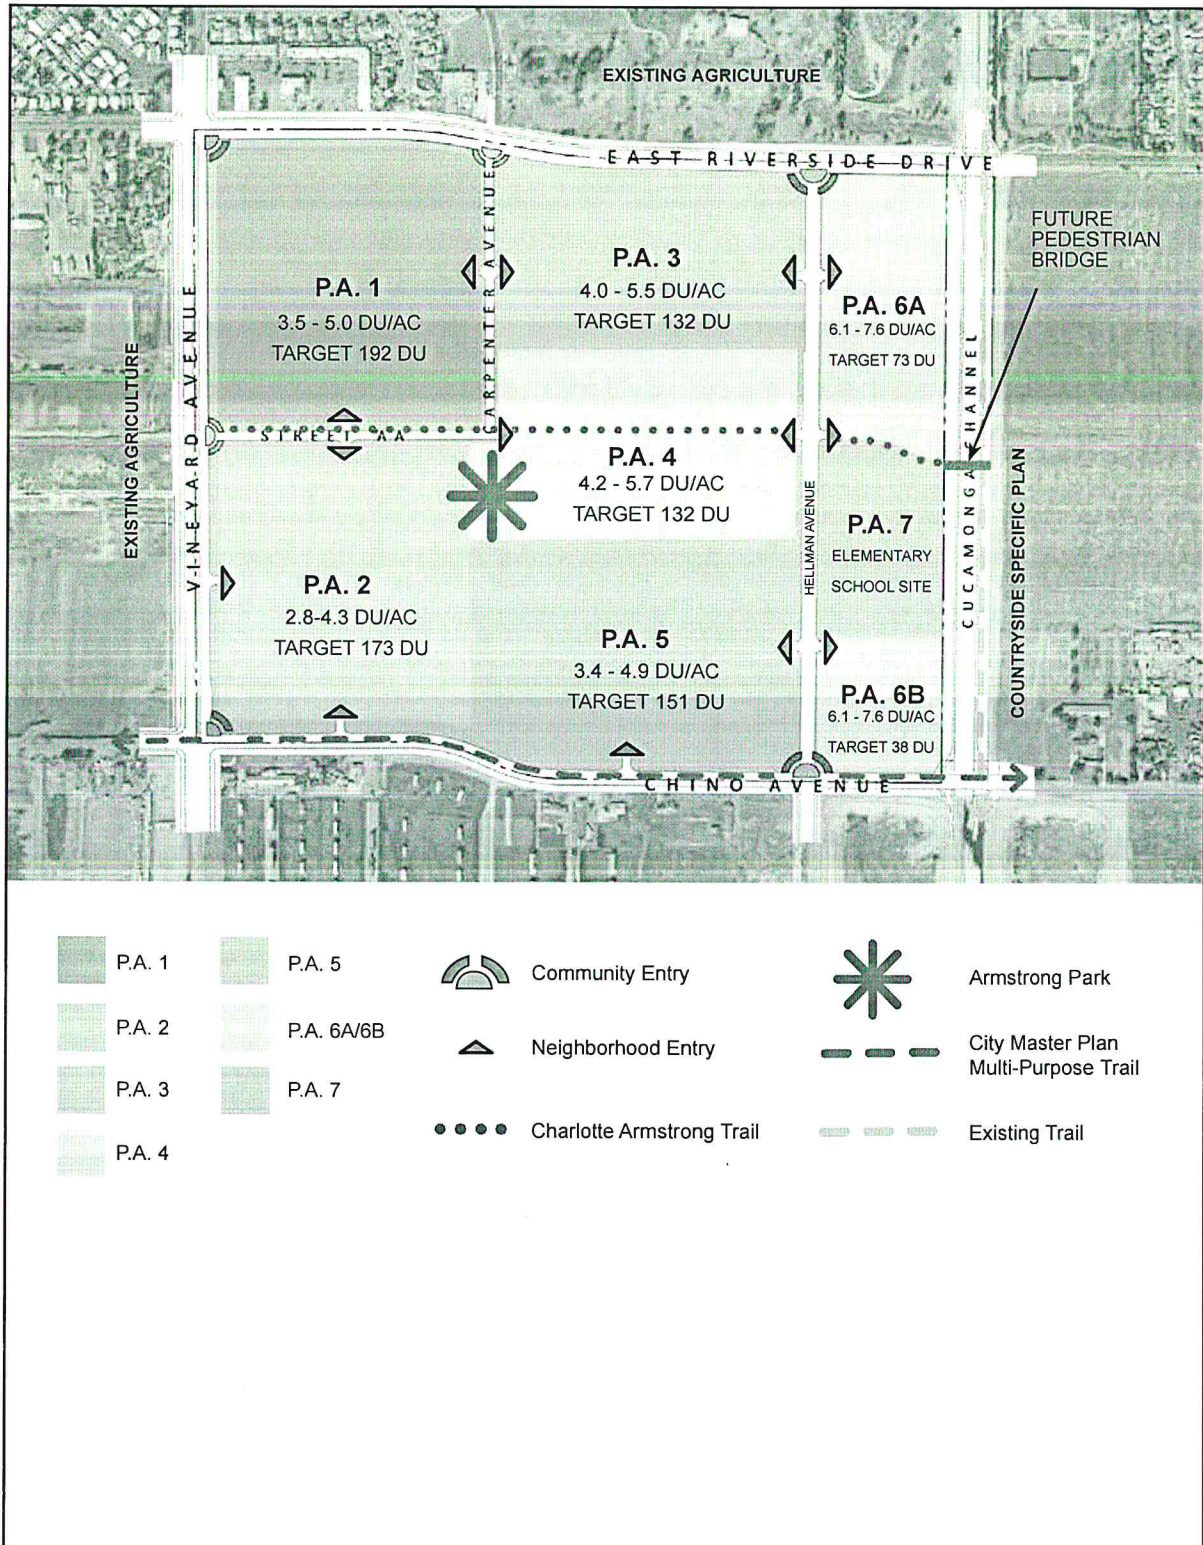 EXISTING AGRICULTURE
EAST RIVERSIDE DRIVE
FUTURE
PEDESTRIAN
BRIDGE
CARPENTER AVENUE
P.A. 1
3.5 - 5.0 DU/AC
TARGET 192 DU
P.A. 3
4.0 - 5.5 DU/AC
TARGET 132 DU
P.A. 6A
6.1 - 7.6 DU/AC
TARGET 73 DU
VINEYARD AVENUE
EXISTING AGRICULTURE
STREET AA
P.A. 4
4.2 - 5.7 DU/AC
TARGET 132 DU
HELLMAN AVENUE
P.A. 7
ELEMENTARY
SCHOOL SITE
CUCAMONGA CHANNEL
COUNTRYSIDE SPECIFIC PLAN
P.A. 2
2.8-4.3 DU/AC
TARGET 173 DU
P.A. 5
3.4 - 4.9 DU/AC
TARGET 151 DU
P.A. 6B
6.1 - 7.6 DU/AC
TARGET 38 DU
CHINO AVENUE
P.A. 1
P.A. 2
P.A. 3
P.A. 4
P.A. 5
P.A. 6A/6B
P.A. 7
Community Entry
Neighborhood Entry
Charlotte Armstrong Trail
Armstrong Park
City Master Plan
Multi-Purpose Trail
Existing Trail